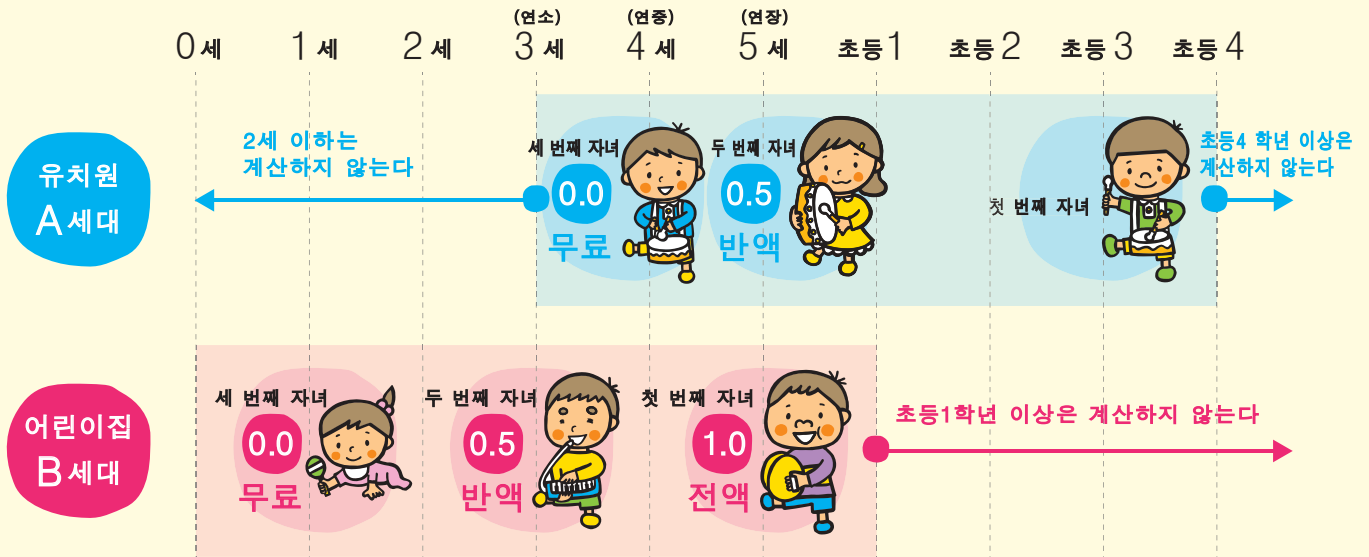 (연소) (연중) (연장)
0세 1세 2세 3세 4세 5세 초등1 초등2 초등3 초등4
유치원
A세대
2세 이하는
계산하지 않는다
세 번째 자녀
0.0
무료
두 번째 자녀
0.5
반액
첫 번째 자녀
초등4 학년 이상은
계산하지 않는다
어린이집
B세대
세 번째 자녀
0.0
무료
두 번째 자녀
0.5
반액
첫 번째 자녀
1.0
전액
초등1학년 이상은 계산하지 않는다